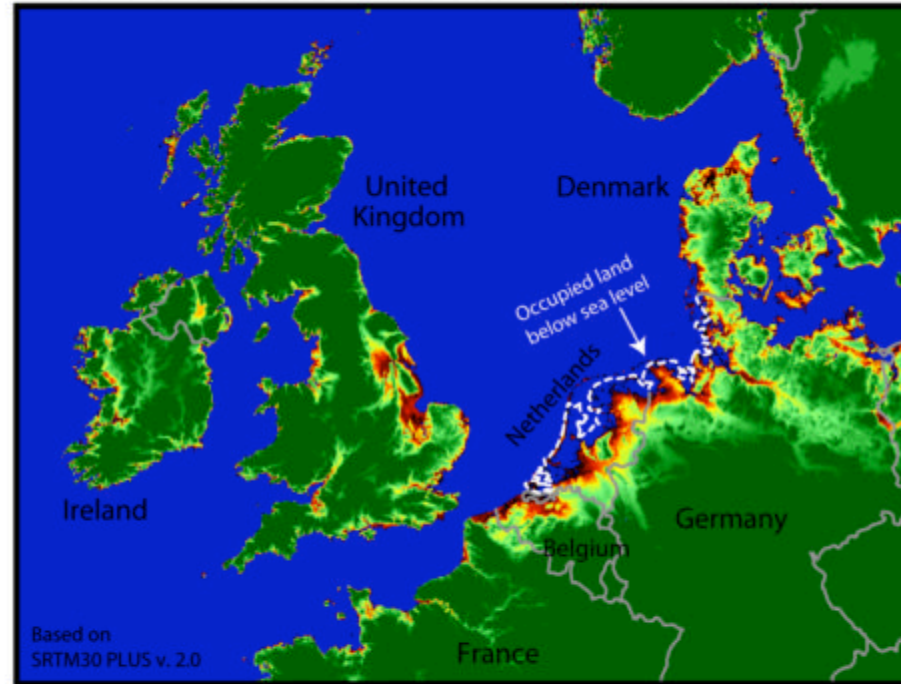 United
Kingdom
Denmark
Occupied land
below sea level
Netherlands
Ireland
Germany
Belgium
Based on
SRTM30 PLUS v. 2.0
France